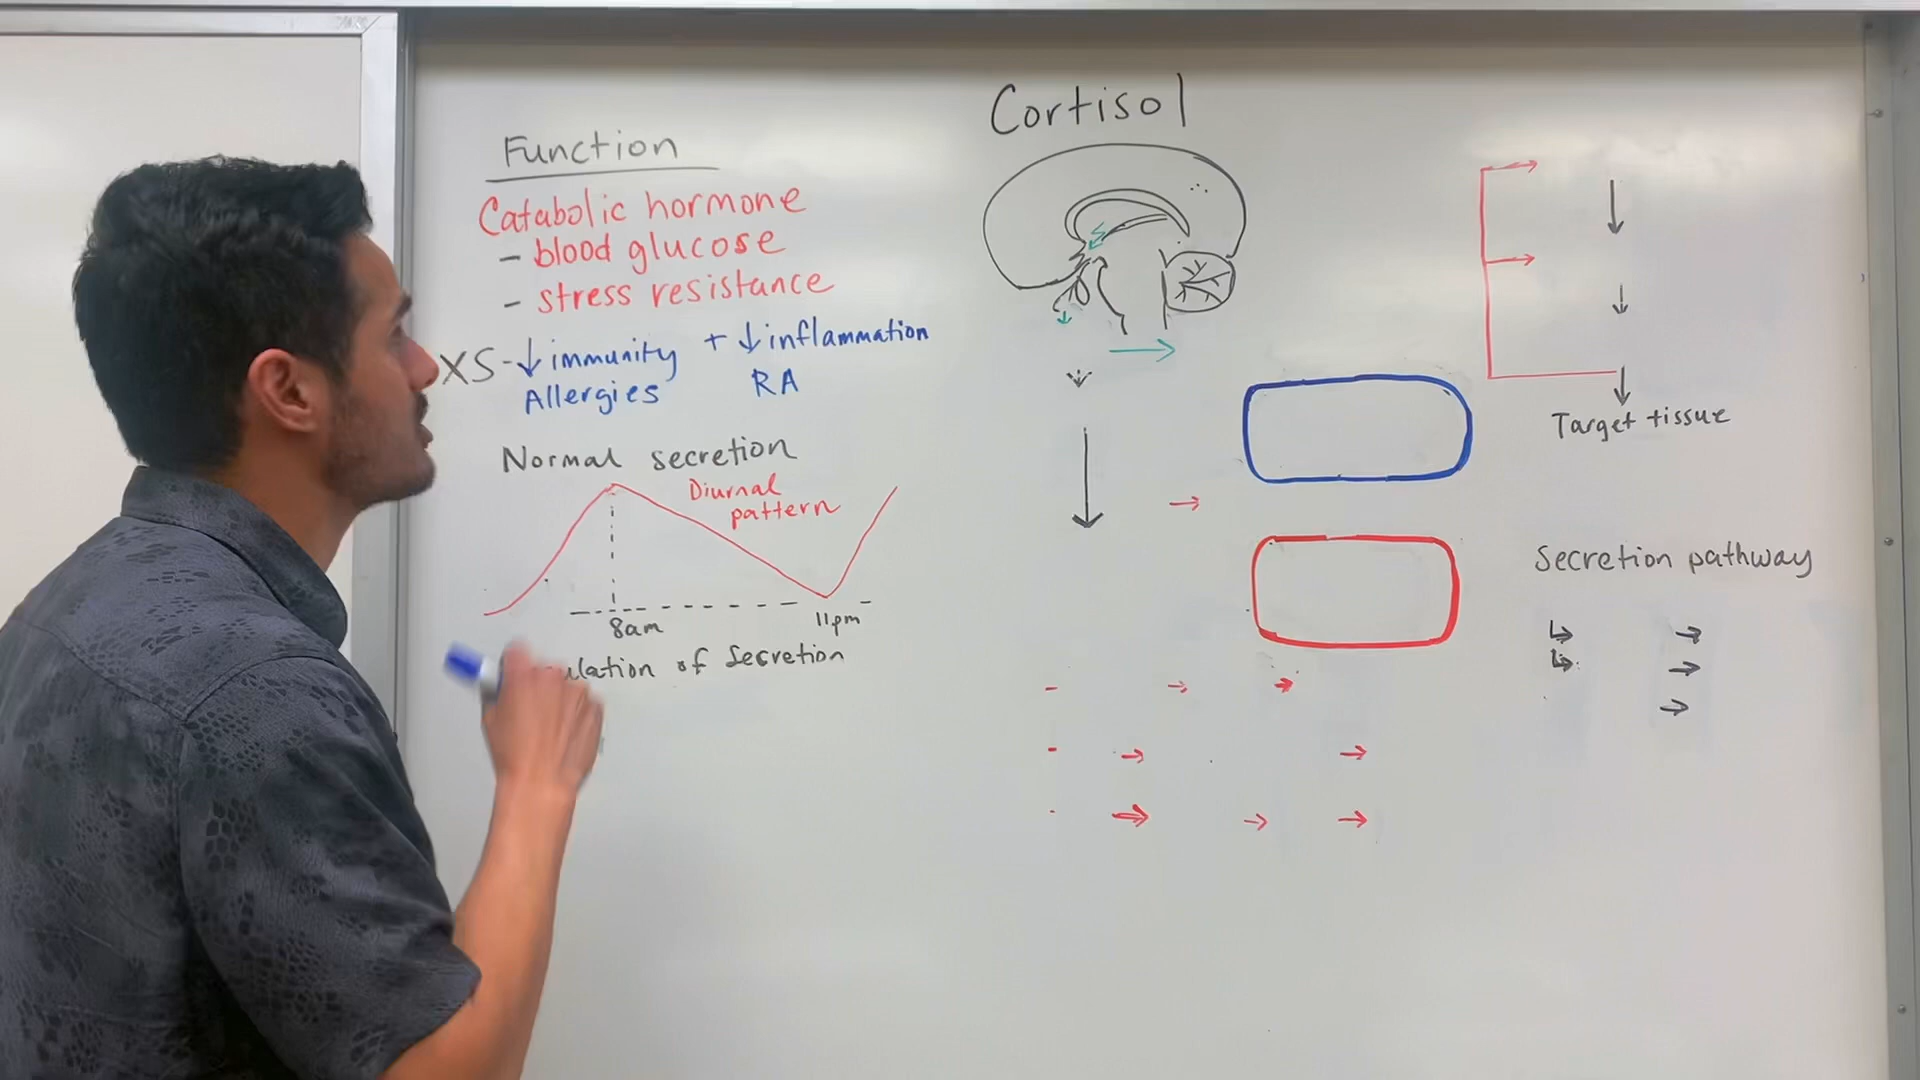 Cortisol
Function
Catabolic hormone
- blood glucose
- stress resistance
XS - ↓ immunity + ↓ inflammation
Allergies RA
Normal secretion
Diurnal
pattern
8am 11pm
of Secretion
Target tissue
Secretion pathway